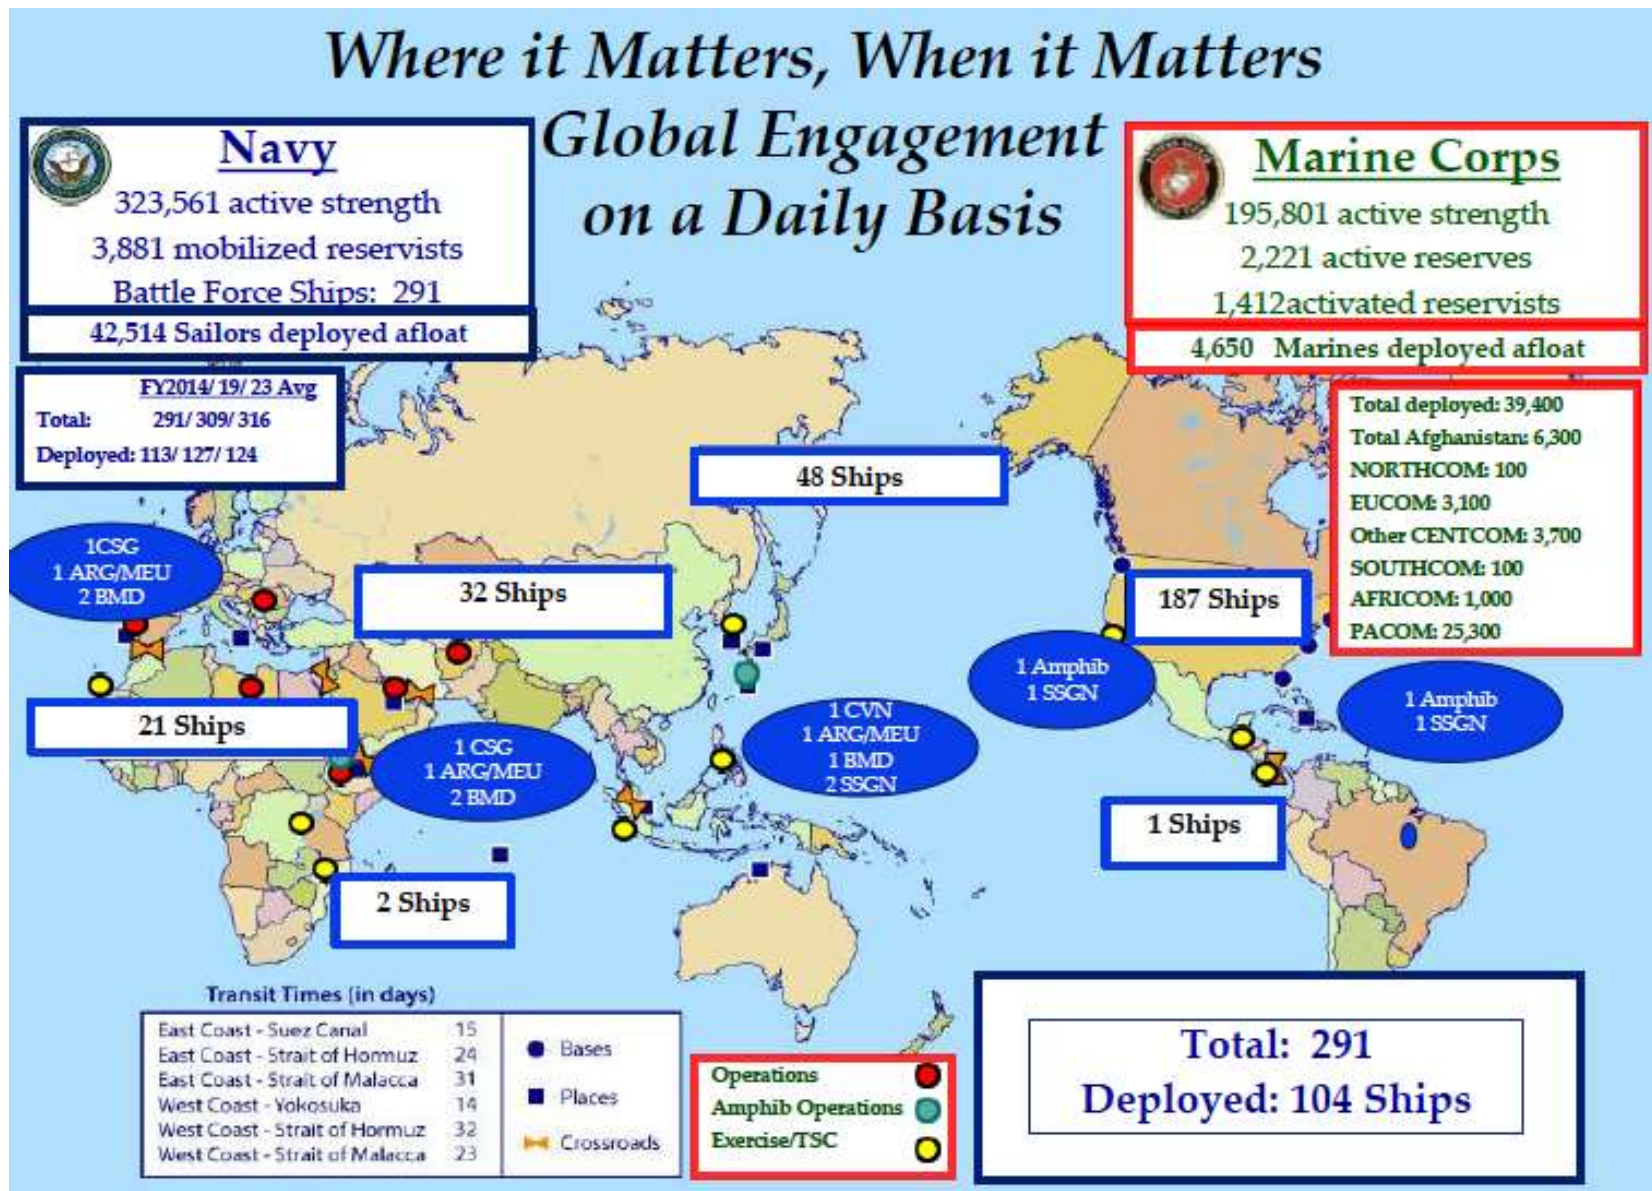 Where it Matters, When it Matters
Global Engagement
on a Daily Basis
Navy
323,561 active strength
3,881 mobilized reservists
Battle Force Ships: 291
42,514 Sailors deployed afloat
FY2014/ 19/ 23 Avg
Total: 291/ 309/ 316
Deployed: 113/ 127/ 124
Marine Corps
195,801 active strength
2,221 active reserves
1,412activated reservists
4,650 Marines deployed afloat
Total deployed: 39,400
Total Afghanistan: 6,300
NORTHCOM: 100
EUCOM: 3,100
Other CENTCOM: 3,700
SOUTHCOM: 100
AFRICOM: 1,000
PACOM: 25,300
48 Ships
1CSG
1 ARG/MEU
2 BMD
32 Ships
187 Ships
1 Amphib
1 SSGN
1 Amphib
1 SSGN
21 Ships
1 CSG
1 ARG/MEU
2 BMD
1 CVN
1 ARG/MEU
1 BMD
2 SSGN
1 Ships
2 Ships
Transit Times (in days)
East Coast - Suez Canal 15
East Coast - Strait of Hormuz 24
East Coast - Strait of Malacca 31
West Coast - Yokosuka 14
West Coast - Strait of Hormuz 32
West Coast - Strait of Malacca 23
Bases
Places
Crossroads
Operations
Amphib Operations
Exercise/TSC
Total: 291
Deployed: 104 Ships